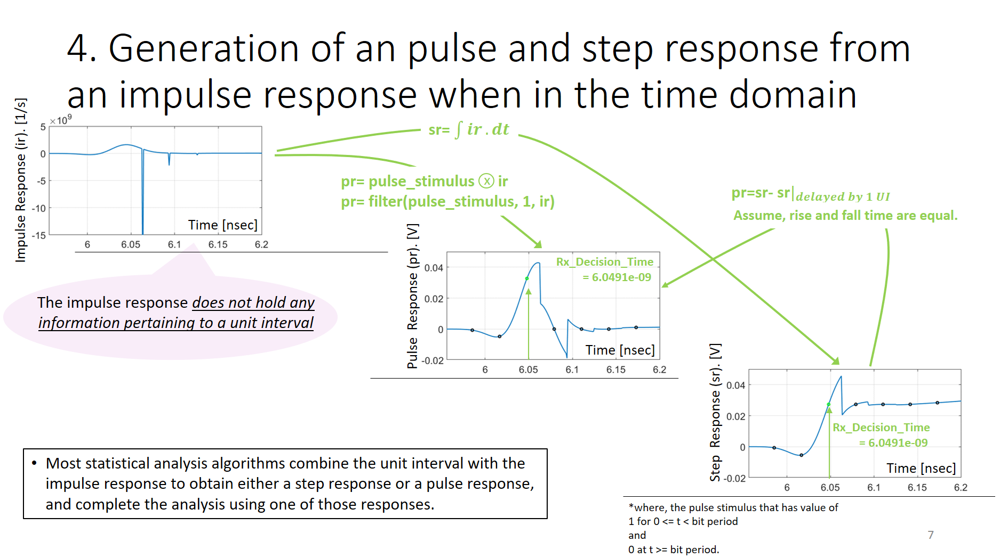 4. Generation of an pulse and step response from
an impulse response when in the time domain
Impulse Response (ir). [1/s]
×10⁹
5
0
-5
-10
-15
Time [nsec]
6
6.05
6.1
6.15
6.2
The impulse response does not hold any
information pertaining to a unit interval
sr= ∫ ir . dt
pr= pulse_stimulus ⓧ ir
pr= filter(pulse_stimulus, 1, ir)
pr=sr- sr|delayed by 1 UI
Assume, rise and fall time are equal.
Pulse Response (pr). [V]
0.04
0.02
0
-0.02
Rx_Decision_Time
= 6.0491e-09
Time [nsec]
6
6.05
6.1
6.15
6.2
Step Response (sr). [V]
0.04
0.02
0
-0.02
Rx_Decision_Time
= 6.0491e-09
Time [nsec]
6
6.05
6.1
6.15
6.2
• Most statistical analysis algorithms combine the unit interval with the
impulse response to obtain either a step response or a pulse response,
and complete the analysis using one of those responses.
*where, the pulse stimulus that has value of
1 for 0 <= t < bit period
and
0 at t >= bit period.
7